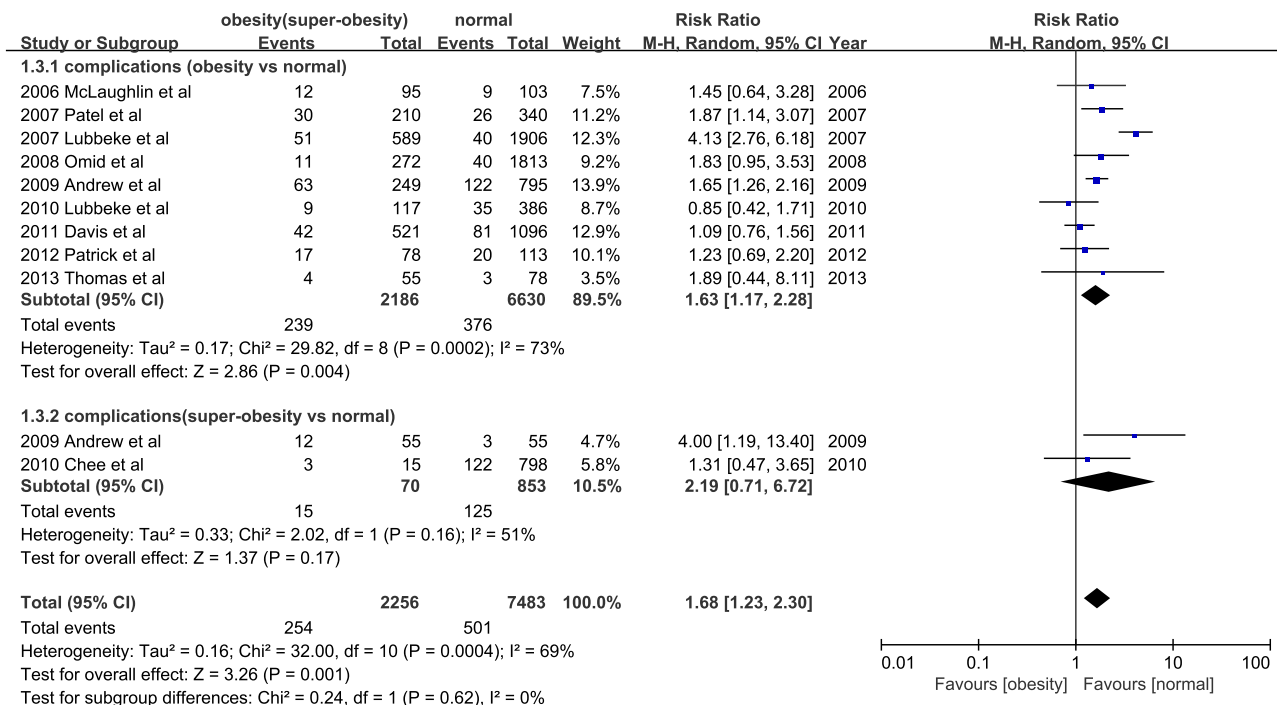 obesity(super-obesity) normal Risk Ratio Risk Ratio
Study or Subgroup Events Total Events Total Weight M-H, Random, 95% CI Year M-H, Random, 95% CI
1.3.1 complications (obesity vs normal)
2006 McLaughlin et al 12 95 9 103 7.5% 1.45 [0.64, 3.28] 2006
2007 Patel et al 30 210 26 340 11.2% 1.87 [1.14, 3.07] 2007
2007 Lubbeke et al 51 589 40 1906 12.3% 4.13 [2.76, 6.18] 2007
2008 Omid et al 11 272 40 1813 9.2% 1.83 [0.95, 3.53] 2008
2009 Andrew et al 63 249 122 795 13.9% 1.65 [1.26, 2.16] 2009
2010 Lubbeke et al 9 117 35 386 8.7% 0.85 [0.42, 1.71] 2010
2011 Davis et al 42 521 81 1096 12.9% 1.09 [0.76, 1.56] 2011
2012 Patrick et al 17 78 20 113 10.1% 1.23 [0.69, 2.20] 2012
2013 Thomas et al 4 55 3 78 3.5% 1.89 [0.44, 8.11] 2013
Subtotal (95% CI) 2186 6630 89.5% 1.63 [1.17, 2.28]
Total events 239 376
Heterogeneity: Tau² = 0.17; Chi² = 29.82, df = 8 (P = 0.0002); I² = 73%
Test for overall effect: Z = 2.86 (P = 0.004)
1.3.2 complications(super-obesity vs normal)
2009 Andrew et al 12 55 3 55 4.7% 4.00 [1.19, 13.40] 2009
2010 Chee et al 3 15 122 798 5.8% 1.31 [0.47, 3.65] 2010
Subtotal (95% CI) 70 853 10.5% 2.19 [0.71, 6.72]
Total events 15 125
Heterogeneity: Tau² = 0.33; Chi² = 2.02, df = 1 (P = 0.16); I² = 51%
Test for overall effect: Z = 1.37 (P = 0.17)
Total (95% CI) 2256 7483 100.0% 1.68 [1.23, 2.30]
Total events 254 501
Heterogeneity: Tau² = 0.16; Chi² = 32.00, df = 10 (P = 0.0004); I² = 69%
Test for overall effect: Z = 3.26 (P = 0.001)
Test for subgroup differences: Chi² = 0.24, df = 1 (P = 0.62), I² = 0%
0.01 0.1 1 10 100
Favours [obesity] Favours [normal]